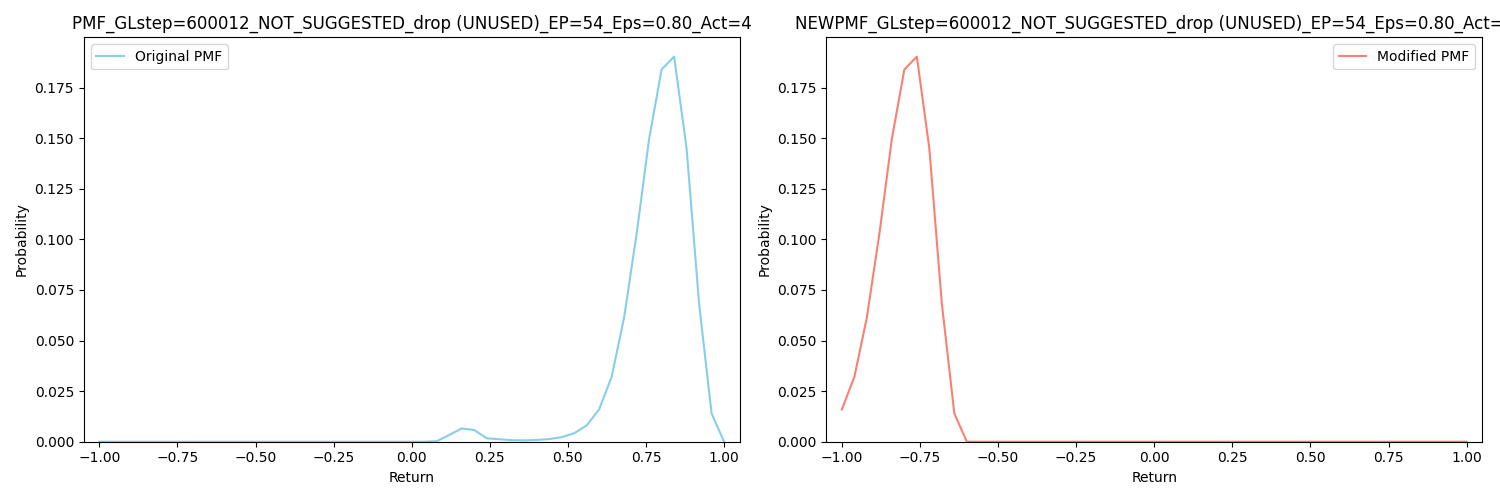 PMF_GLstep=600012_NOT_SUGGESTED_drop (UNUSED)_EP=54_Eps=0.80_Act=4
Original PMF
Probability
0.175
0.150
0.125
0.100
0.075
0.050
0.025
0.000
−1.00 −0.75 −0.50 −0.25 0.00 0.25 0.50 0.75 1.00
Return
NEWPMF_GLstep=600012_NOT_SUGGESTED_drop (UNUSED)_EP=54_Eps=0.80_Act=
Modified PMF
Probability
0.175
0.150
0.125
0.100
0.075
0.050
0.025
0.000
−1.00 −0.75 −0.50 −0.25 0.00 0.25 0.50 0.75 1.00
Return